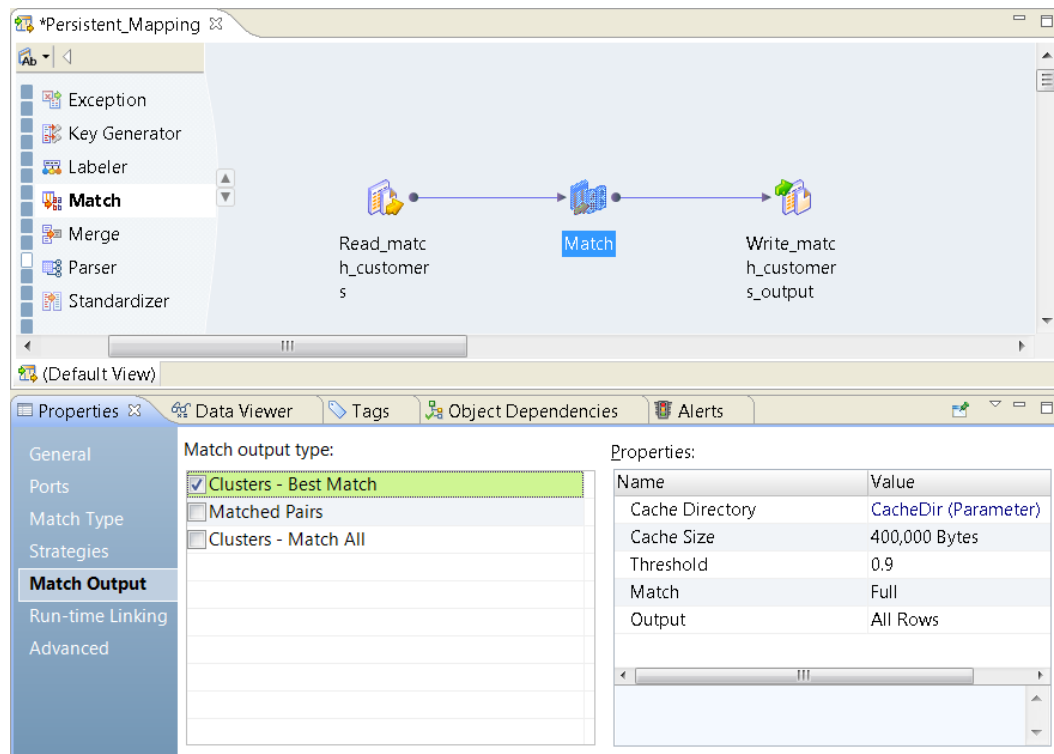 *Persistent_Mapping
Ab
Exception
Key Generator
Labeler
Match
Merge
Parser
Standardizer
Read_matc
h_customer
s
Match
Write_matc
h_customer
s_output
(Default View)
Properties
Data Viewer
Tags
Object Dependencies
Alerts
General
Ports
Match Type
Strategies
Match Output
Run-time Linking
Advanced
Match output type:
Clusters - Best Match
Matched Pairs
Clusters - Match All
Properties:
Name Value
Cache Directory CacheDir (Parameter)
Cache Size 400,000 Bytes
Threshold 0.9
Match Full
Output All Rows